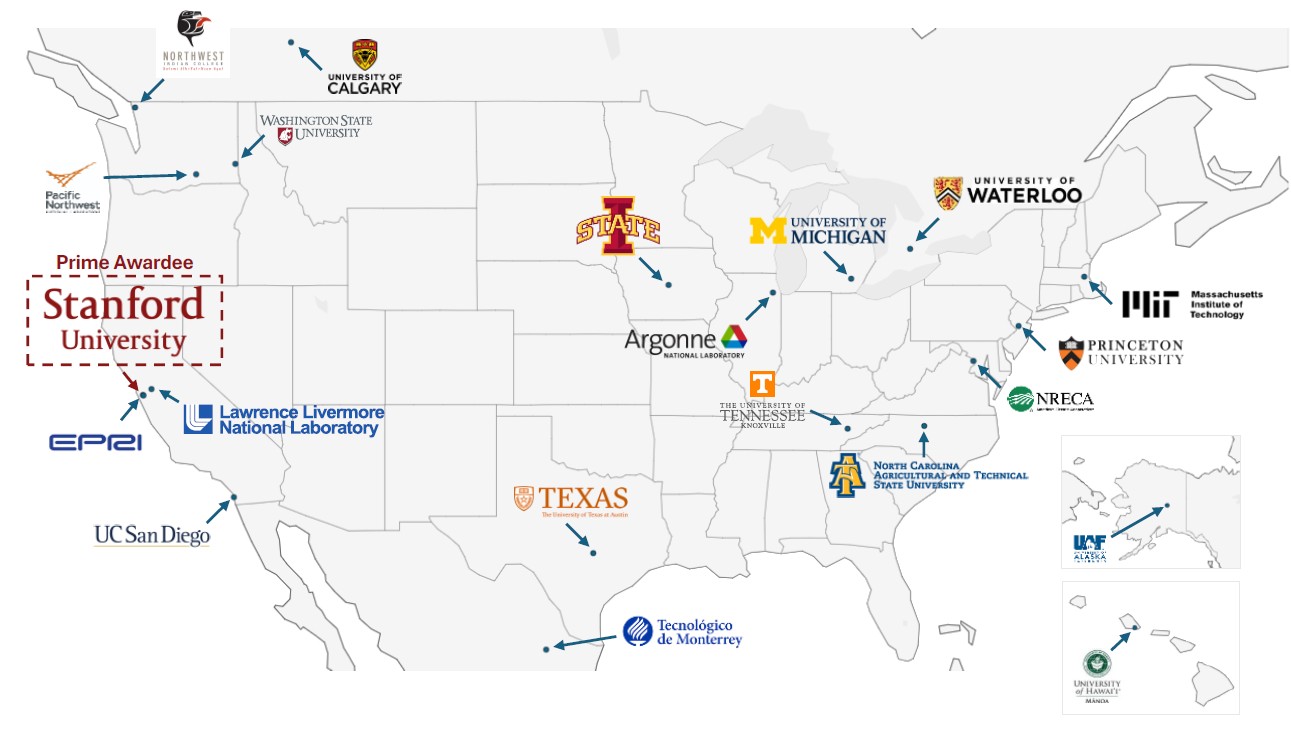 NORTHWEST
INDIAN COLLEGE
UNIVERSITY OF
CALGARY
WASHINGTON STATE
UNIVERSITY
Pacific
Northwest
STATE
UNIVERSITY OF
WATERLOO
M UNIVERSITY OF
MICHIGAN
Prime Awardee
Stanford
University
Argonne
NATIONAL LABORATORY
MIT Massachusetts
Institute of
Technology
PRINCETON
UNIVERSITY
NRECA
T
THE UNIVERSITY OF
TENNESSEE
KNOXVILLE
Lawrence Livermore
National Laboratory
EPRI
NORTH CAROLINA
AGRICULTURAL AND TECHNICAL
STATE UNIVERSITY
TEXAS
The University of Texas at Austin
UC San Diego
UAF
UNIVERSITY OF
ALASKA
FAIRBANKS
Tecnológico
de Monterrey
UNIVERSITY
of HAWAI'I
MĀNOA